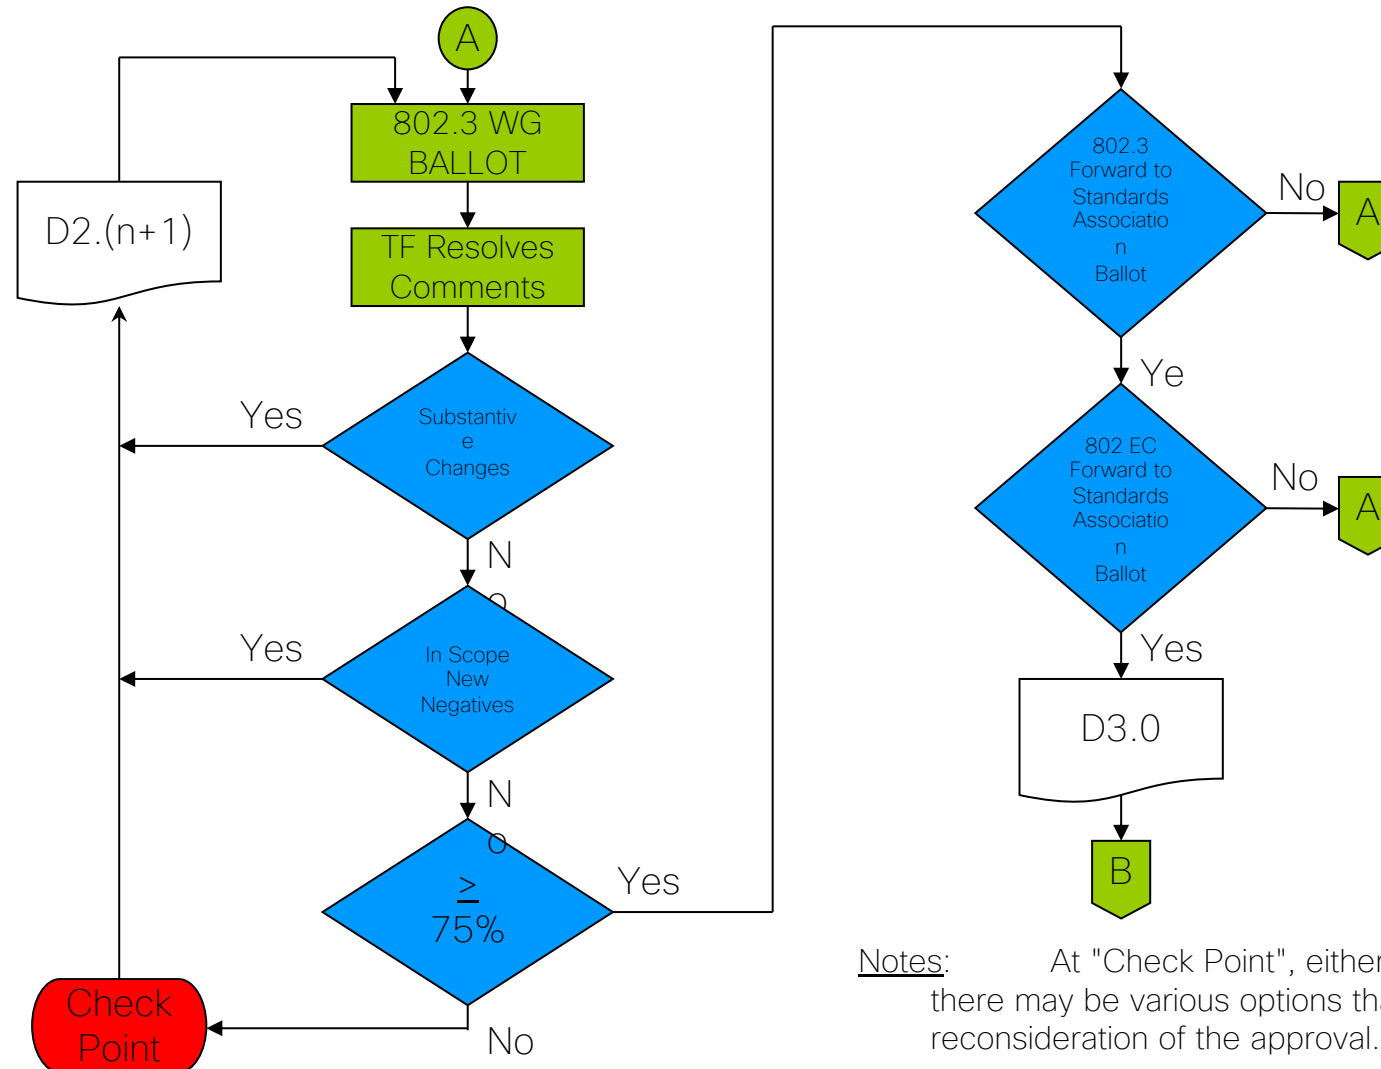 A
802.3 WG
BALLOT
D2.(n+1)
TF Resolves
Comments
Yes
Substantiv
e
Changes
N
o
Yes
In Scope
New
Negatives
N
o
≥
75%
Yes
No
Check
Point
802.3
Forward to
Standards
Associatio
n
Ballot
No
A
Ye
802 EC
Forward to
Standards
Associatio
n
Ballot
No
A
Yes
D3.0
B
Notes: At "Check Point", either
there may be various options tha
reconsideration of the approval.